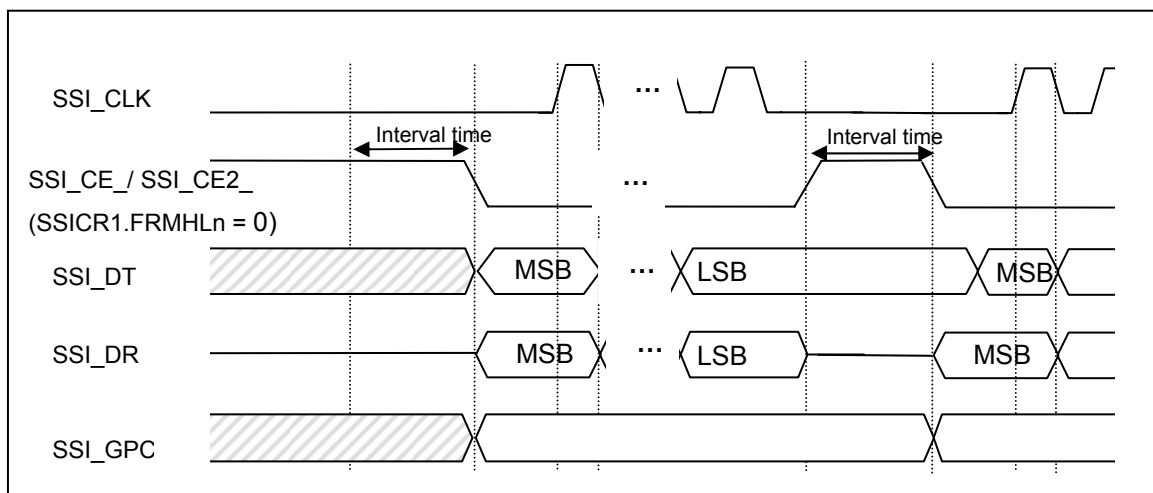 SSI_CLK
...
Interval time
Interval time
SSI_CE_/ SSI_CE2_
(SSICR1.FRMHLn = 0)
...
SSI_DT
MSB
...
LSB
MSB
SSI_DR
MSB
...
LSB
MSB
SSI_GPC